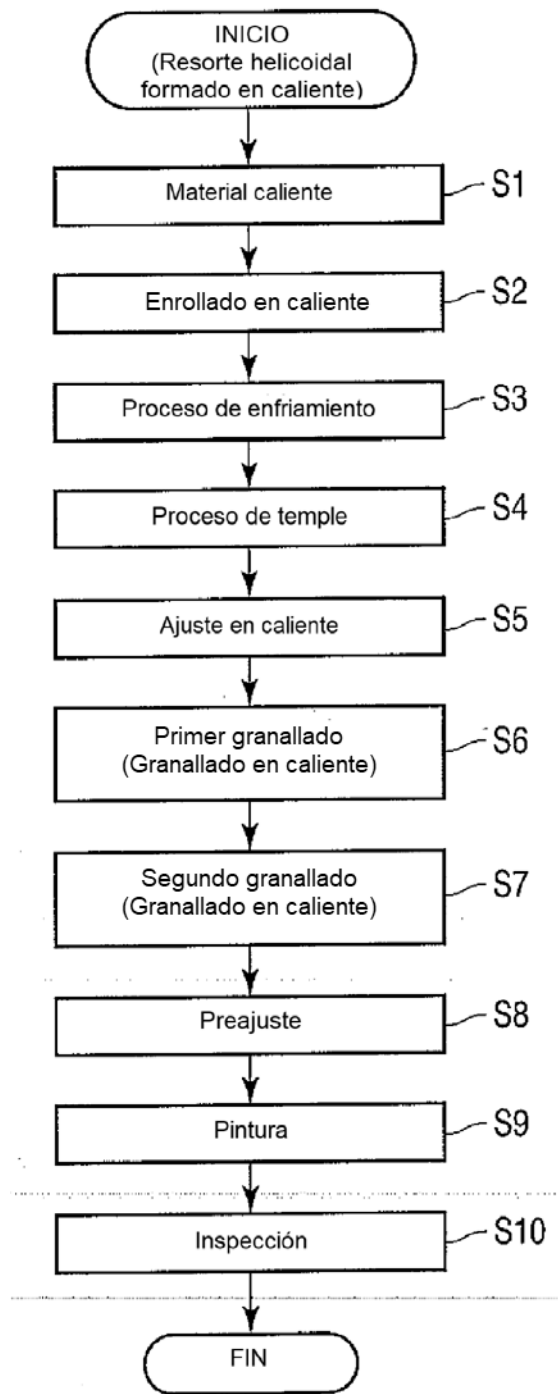 INICIO
(Resorte helicoidal
formado en caliente)
Material caliente
S1
Enrollado en caliente
S2
Proceso de enfriamiento
S3
Proceso de temple
S4
Ajuste en caliente
S5
Primer granallado
(Granallado en caliente)
S6
Segundo granallado
(Granallado en caliente)
S7
Preajuste
S8
Pintura
S9
Inspección
S10
FIN